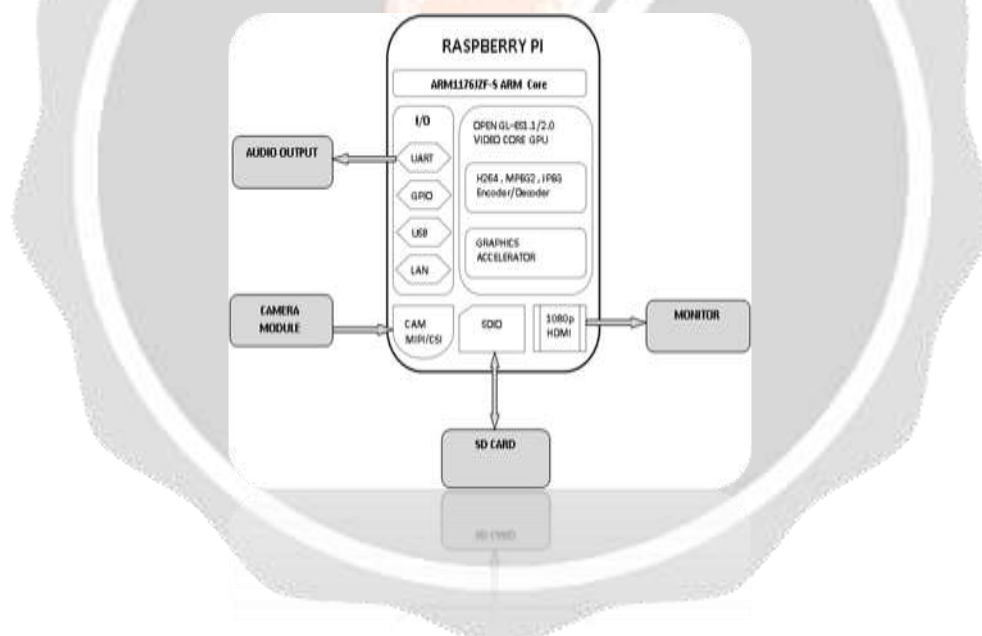 RASPBERRY PI
ARM1176JZF-S ARM Core
I/O
UART
GPIO
USB
LAN
OPEN GL-ES1.1/2.0
VIDEO CORE GPU
H264 , MPEG2 , JPEG
Encoder/Decoder
GRAPHICS
ACCELERATOR
CAM
MIPI/CSI
SDIO
1080p
HDMI
AUDIO OUTPUT
CAMERA
MODULE
MONITOR
SD CARD